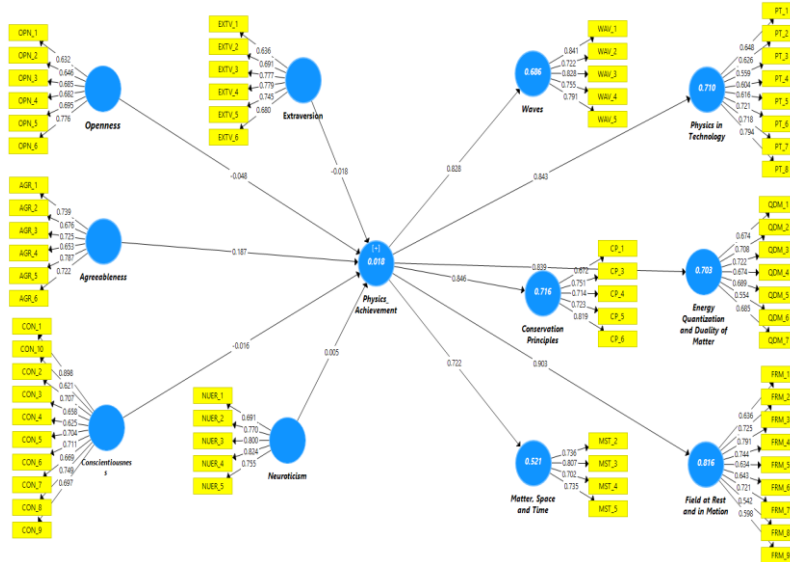 OPN_1
OPN_2
OPN_3
OPN_4
OPN_5
OPN_6
0.632
0.646
0.685
0.682
0.695
0.776
Openness
EXTV_1
EXTV_2
EXTV_3
EXTV_4
EXTV_5
EXTV_6
0.636
0.691
0.777
0.779
0.745
0.680
Extraversion
WAV_1
WAV_2
WAV_3
WAV_4
WAV_5
0.841
0.722
0.828
0.755
0.791
0.686
Waves
PT_1
PT_2
PT_3
PT_4
PT_5
PT_6
PT_7
PT_8
0.648
0.626
0.559
0.604
0.616
0.721
0.718
0.794
0.710
Physics in
Technology
-0.048
-0.018
0.828
0.843
AGR_1
AGR_2
AGR_3
AGR_4
AGR_5
AGR_6
0.739
0.676
0.725
0.653
0.787
0.722
Agreeableness
0.187
[+]
0.018
Physics_
Achievement
0.846
0.839
CP_1
CP_3
CP_4
CP_5
CP_6
0.672
0.751
0.714
0.723
0.819
0.716
Conservation
Principles
QDM_1
QDM_2
QDM_3
QDM_4
QDM_5
QDM_6
QDM_7
0.674
0.708
0.722
0.674
0.689
0.554
0.685
0.703
Energy
Quantization
and Duality of
Matter
CON_1
CON_10
CON_2
CON_3
CON_4
CON_5
CON_6
CON_7
CON_8
CON_9
0.898
0.621
0.707
0.658
0.625
0.704
0.711
0.669
0.749
0.697
Conscientiousnes
s
-0.016
0.005
NUER_1
NUER_2
NUER_3
NUER_4
NUER_5
0.691
0.770
0.800
0.824
0.755
Neuroticism
0.722
0.903
MST_2
MST_3
MST_4
MST_5
0.736
0.807
0.702
0.735
0.521
Matter, Space
and Time
FRM_1
FRM_2
FRM_3
FRM_4
FRM_5
FRM_6
FRM_7
FRM_8
FRM_9
0.636
0.725
0.791
0.744
0.634
0.643
0.721
0.542
0.598
0.816
Field at Rest
and in Motion